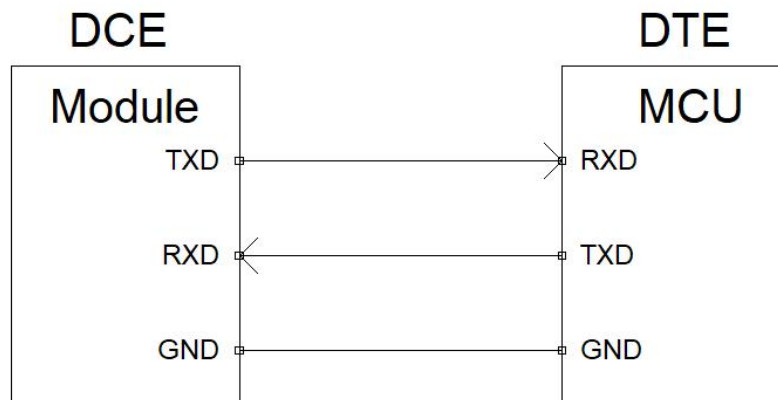 DCE DTE
Module MCU
TXD RXD
RXD TXD
GND GND